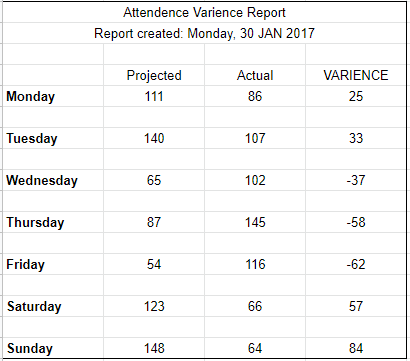 Attendence Varience Report
Report created: Monday, 30 JAN 2017
Projected Actual VARIENCE
Monday 111 86 25
Tuesday 140 107 33
Wednesday 65 102 -37
Thursday 87 145 -58
Friday 54 116 -62
Saturday 123 66 57
Sunday 148 64 84